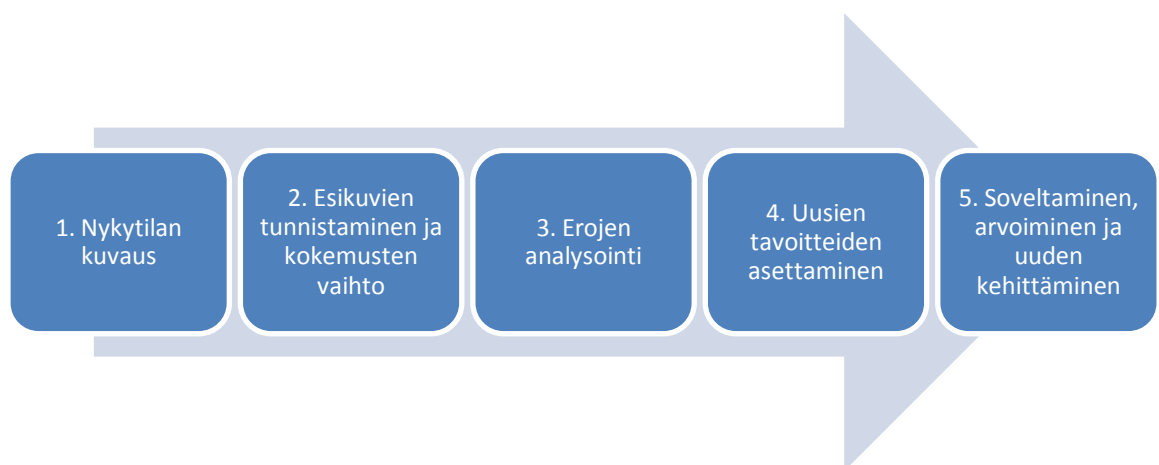 1. Nykytilan
kuvaus
2. Esikuvien
tunnistaminen ja
kokemusten
vaihto
3. Erojen
analysointi
4. Uusien
tavoitteiden
asettaminen
5. Soveltaminen,
arvoiminen ja
uuden
kehittäminen